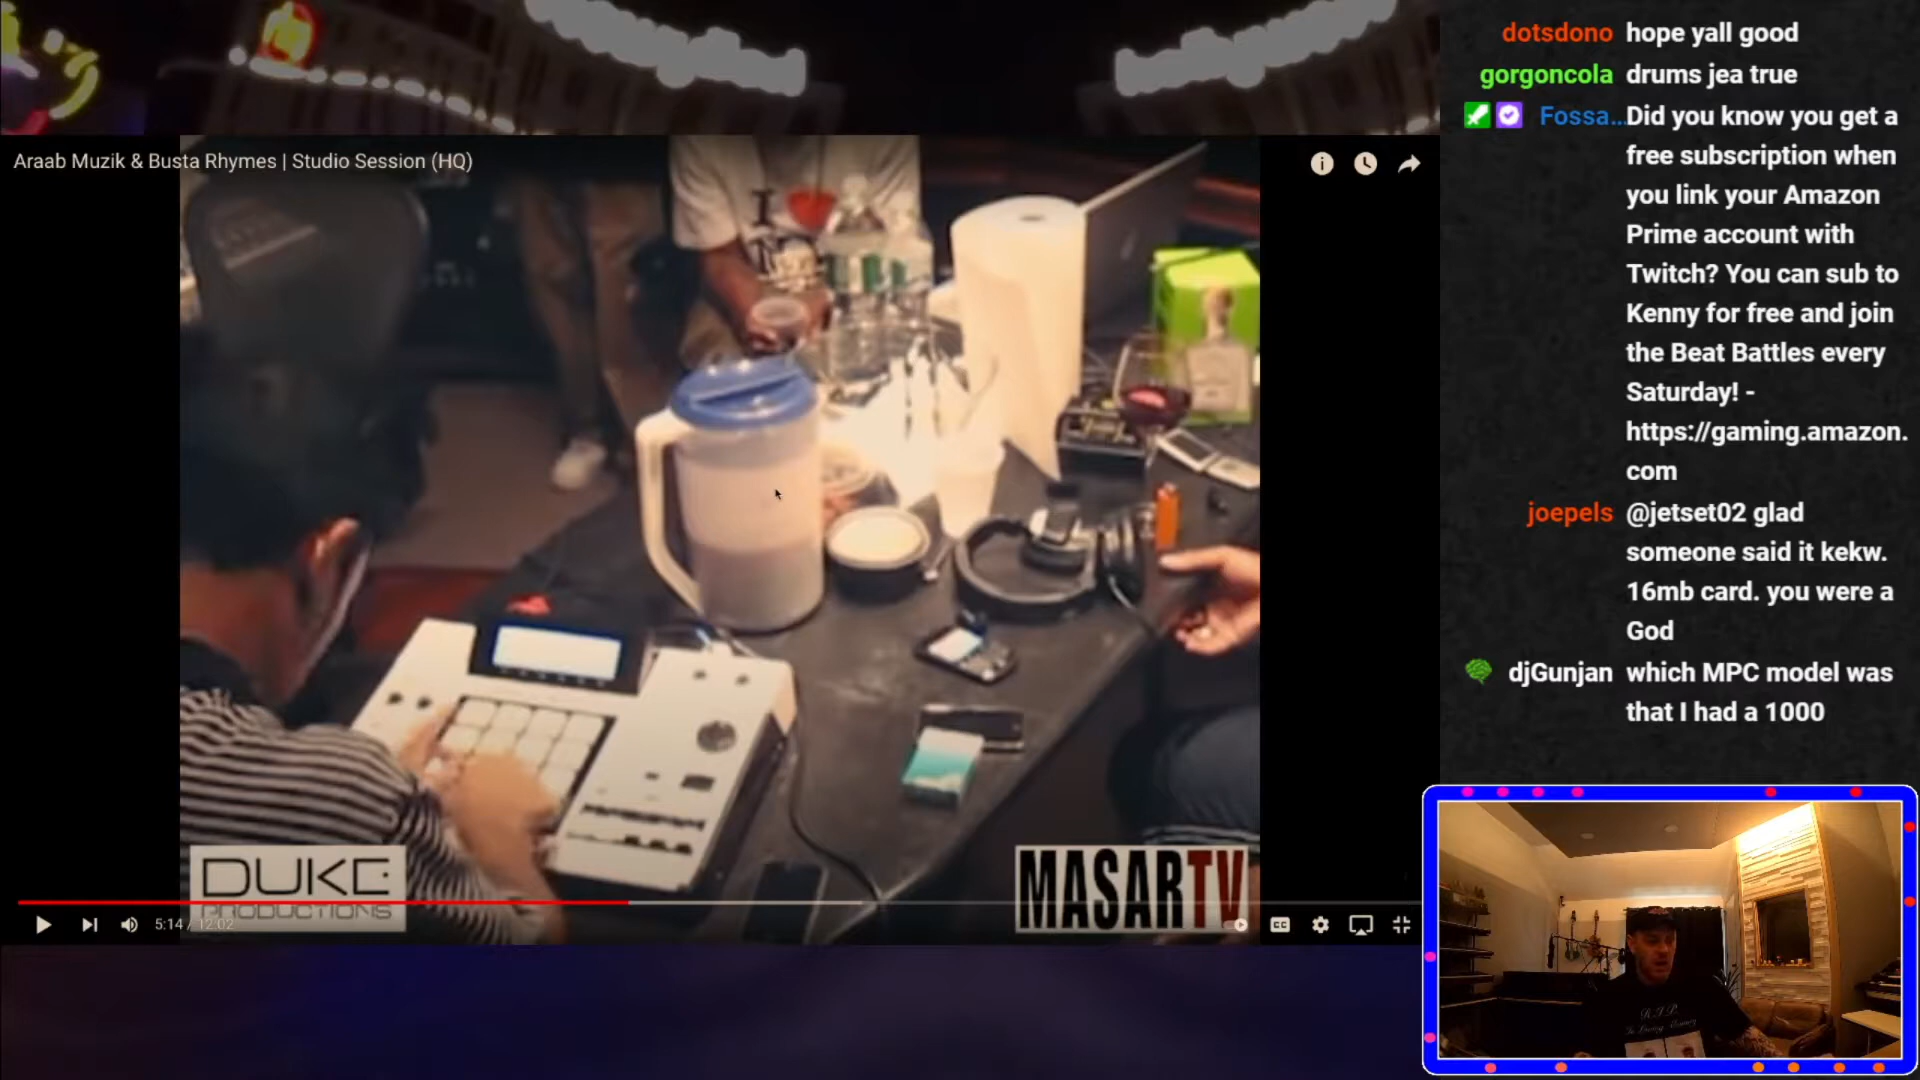 Araab Muzik & Busta Rhymes | Studio Session (HQ)
I
DUKE
PRODUCTIONS
MASARTV
5:14 / 12:02
CC
dotsdono hope yall good
gorgoncola drums jea true
Fossa... Did you know you get a
free subscription when
you link your Amazon
Prime account with
Twitch? You can sub to
Kenny for free and join
the Beat Battles every
Saturday! -
https://gaming.amazon.
com
joepels @jetset02 glad
someone said it kekw.
16mb card. you were a
God
djGunjan which MPC model was
that I had a 1000
R.I.P.